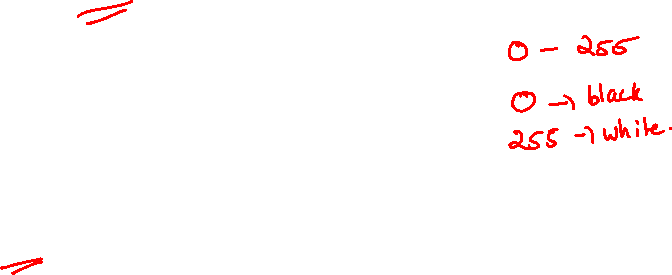 0 - 255
0 → black
255 → white.